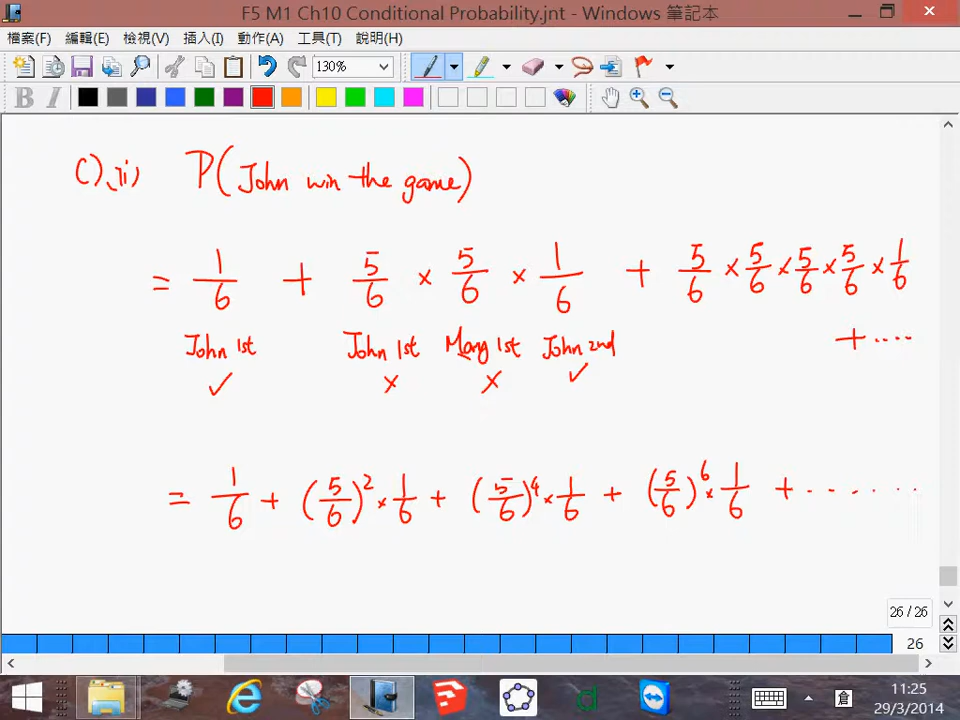 F5 M1 Ch10 Conditional Probability.jnt - Windows 筆記本
檔案(F) 編輯(E) 檢視(V) 插入(I) 動作(A) 工具(T) 說明(H)
130%
B I
c).ii) P(John win the game)
= 1/6 + 5/6 × 5/6 × 1/6 + 5/6 × 5/6 × 5/6 × 5/6 × 1/6
+ ....
John 1st John 1st Mary 1st John 2nd
✓ × × ✓
= 1/6 + (5/6)^2 × 1/6 + (5/6)^4 × 1/6 + (5/6)^6 × 1/6 + .......
26 / 26
26
倉 11:25
29/3/2014